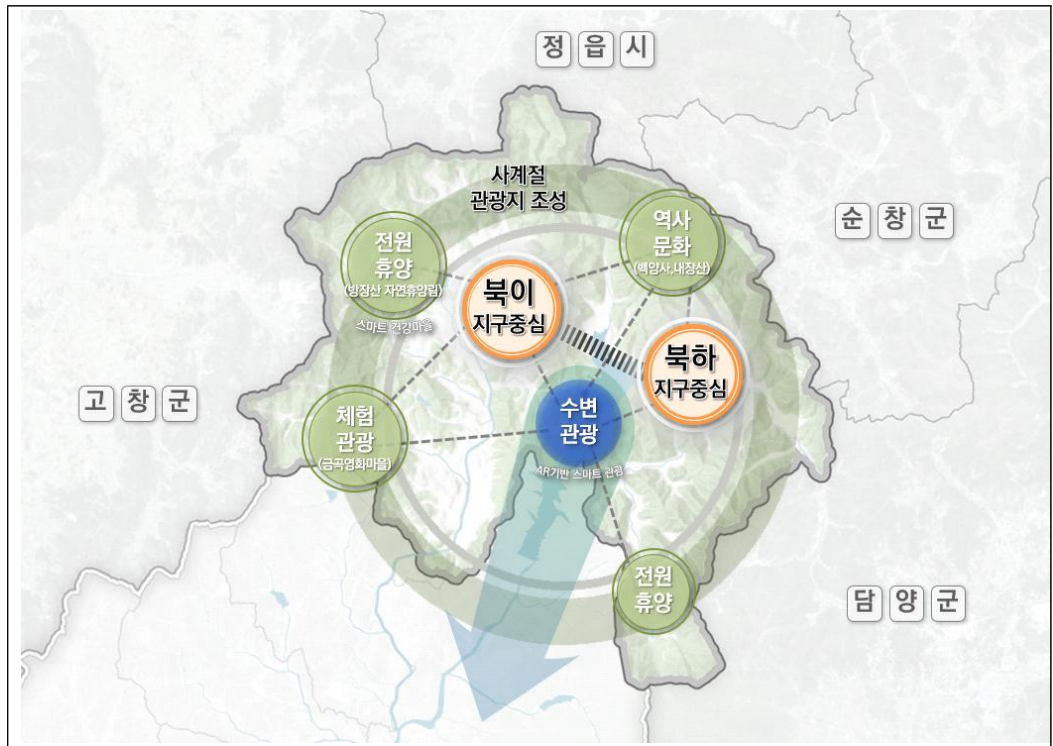 정읍시
사계절
관광지 조성
역사
문화
(백양사,내장산)
순창군
전원
휴양
(방장산 자연휴양림)
스마트 건강마을
북이
지구중심
북하
지구중심
고창군
체험
관광
(금곡영화마을)
수변
관광
4R기반 스마트 관광
전원
휴양
담양군